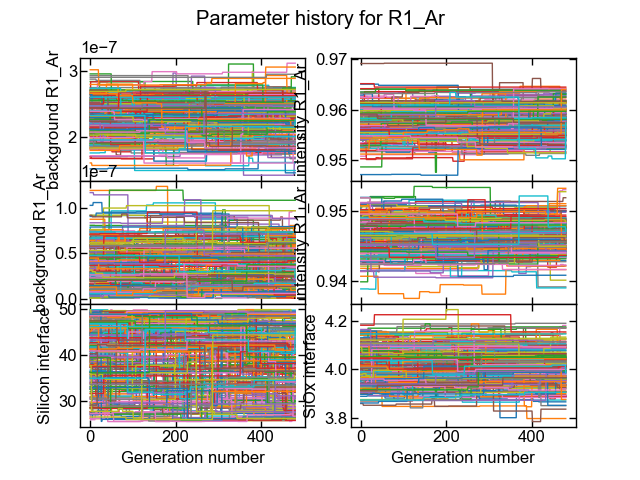 Parameter history for R1_Ar
1e−7
3
2
background R1_Ar
0.97
0.96
0.95
intensity R1_Ar
1e−7
1.0
0.5
0.0
background R1_Ar
0.95
0.94
intensity R1_Ar
50
40
30
Silicon interface
0 200 400
Generation number
4.2
4.0
3.8
SiOx interface
0 200 400
Generation number